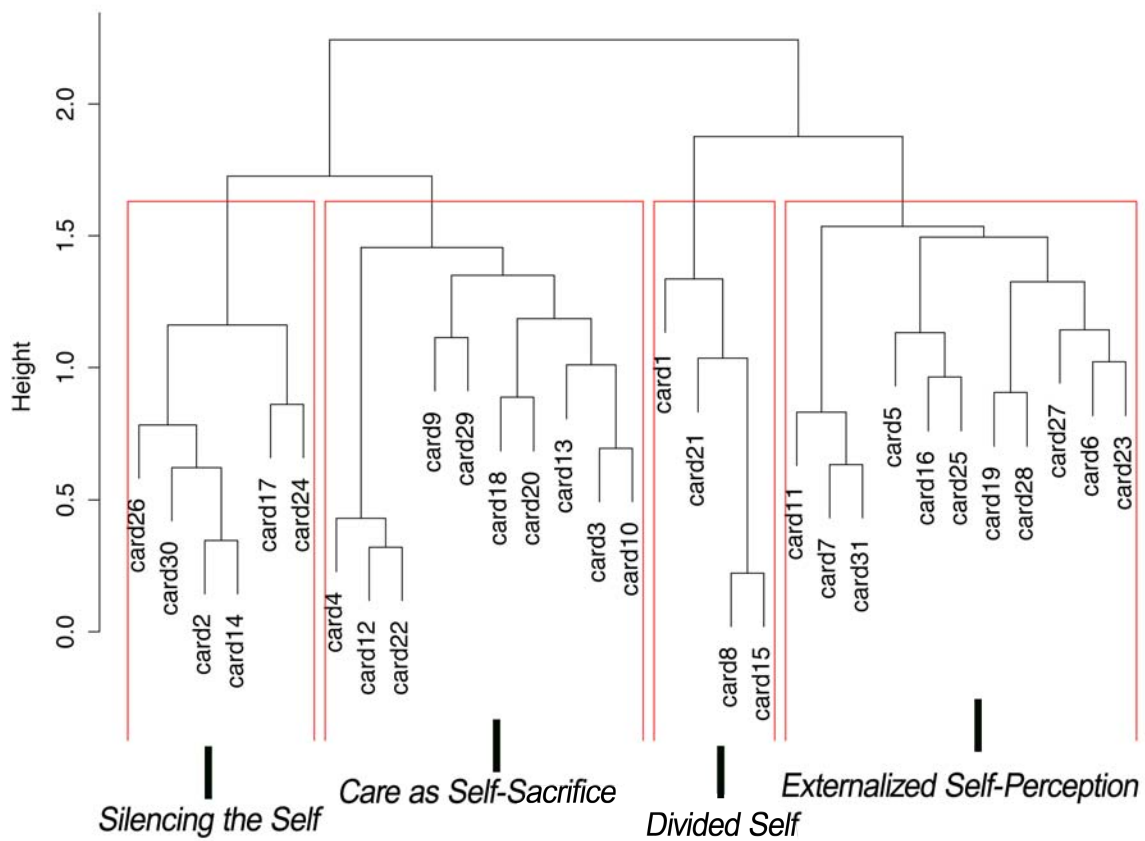 Height
2.0
1.5
1.0
0.5
0.0
card26
card30
card2
card14
card17
card24
card4
card12
card22
card9
card29
card18
card20
card13
card3
card10
card1
card21
card8
card15
card11
card7
card31
card5
card16
card25
card19
card28
card27
card6
card23
Silencing the Self
Care as Self-Sacrifice
Divided Self
Externalized Self-Perception